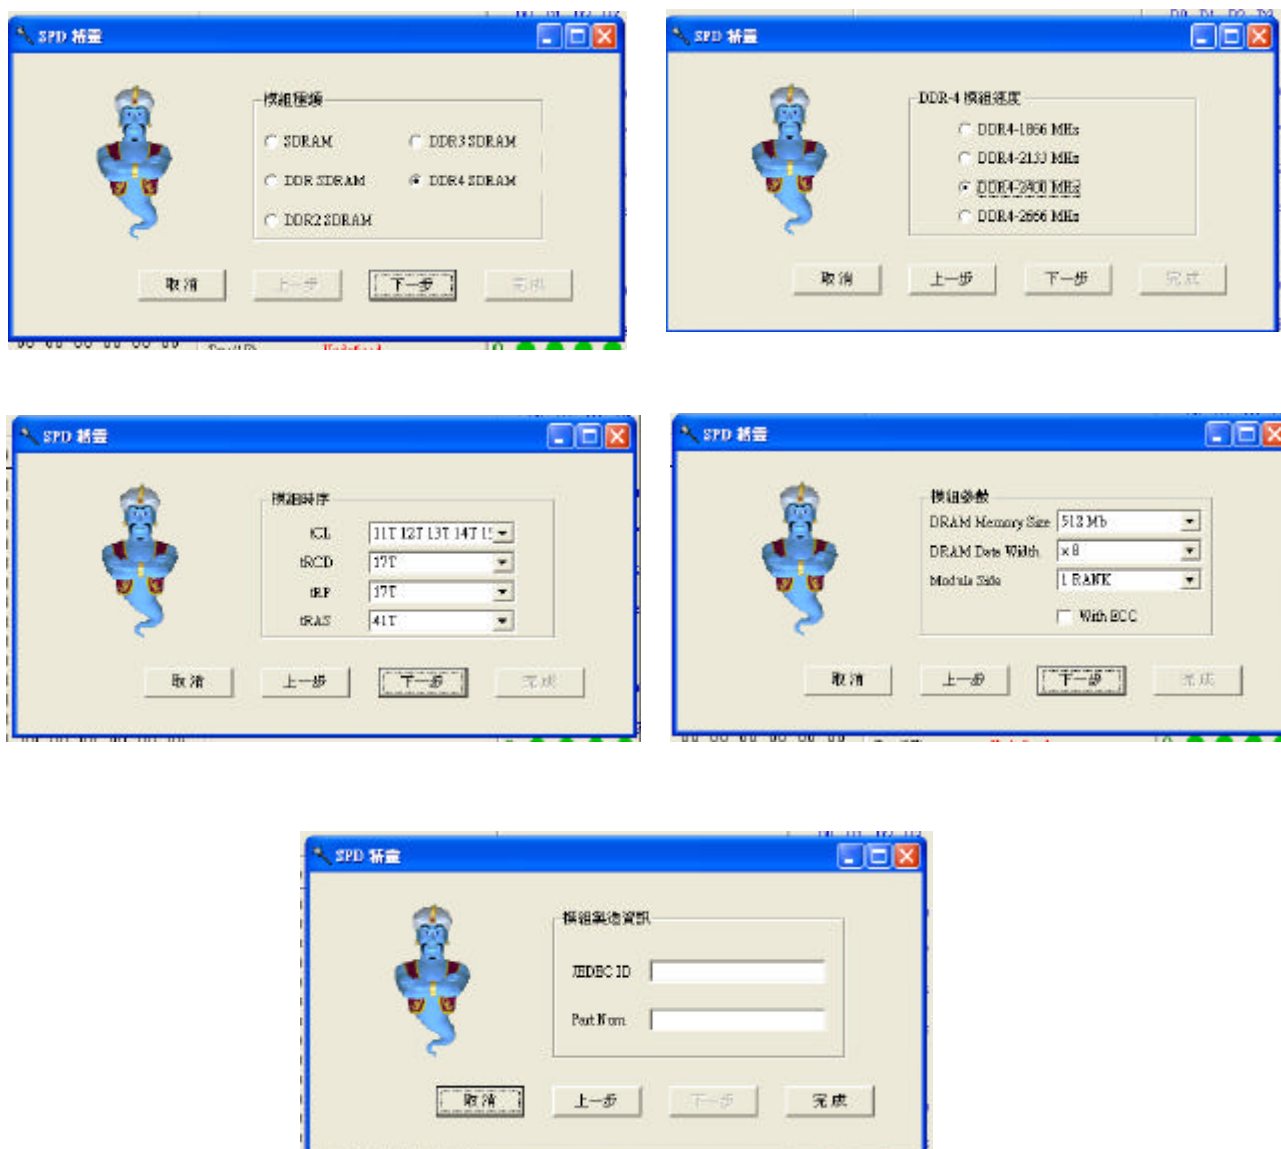 SPD 精靈
模組種類
SDRAM
DDR3 SDRAM
DDR SDRAM
DDR4 SDRAM
DDR2 SDRAM
取消
上一步
下一步
完成
SPD 精靈
DDR-4 模組速度
DDR4-1866 MHz
DDR4-2133 MHz
DDR4-2400 MHz
DDR4-2666 MHz
取消
上一步
下一步
完成
SPD 精靈
模組時序
tCL 11T 12T 13T 14T 15
tRCD 17T
tRP 17T
tRAS 41T
取消
上一步
下一步
完成
SPD 精靈
模組參數
DRAM Memory Size 512 Mb
DRAM Data Width x 8
Module Side 1 RANK
With ECC
取消
上一步
下一步
完成
D0 D1 D2 D3
SPD 精靈
模組製造資訊
JEDEC ID
Part Num
取消
上一步
下一步
完成